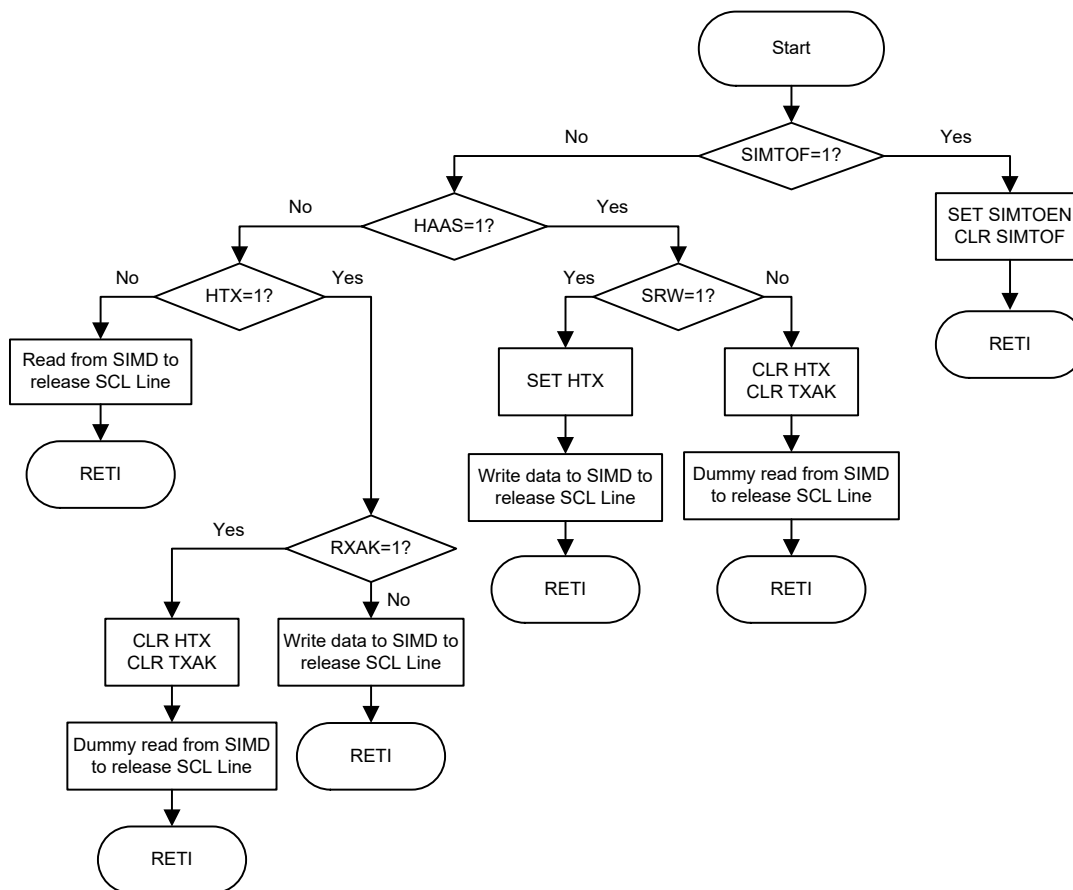 Start
No
SIMTOF=1?
Yes
No
HAAS=1?
Yes
SET SIMTOEN
CLR SIMTOF
No
HTX=1?
Yes
Yes
SRW=1?
No
RETI
Read from SIMD to
release SCL Line
SET HTX
CLR HTX
CLR TXAK
RETI
Write data to SIMD to
release SCL Line
Dummy read from SIMD
to release SCL Line
Yes
RXAK=1?
RETI
RETI
No
CLR HTX
CLR TXAK
Write data to SIMD to
release SCL Line
Dummy read from SIMD
to release SCL Line
RETI
RETI